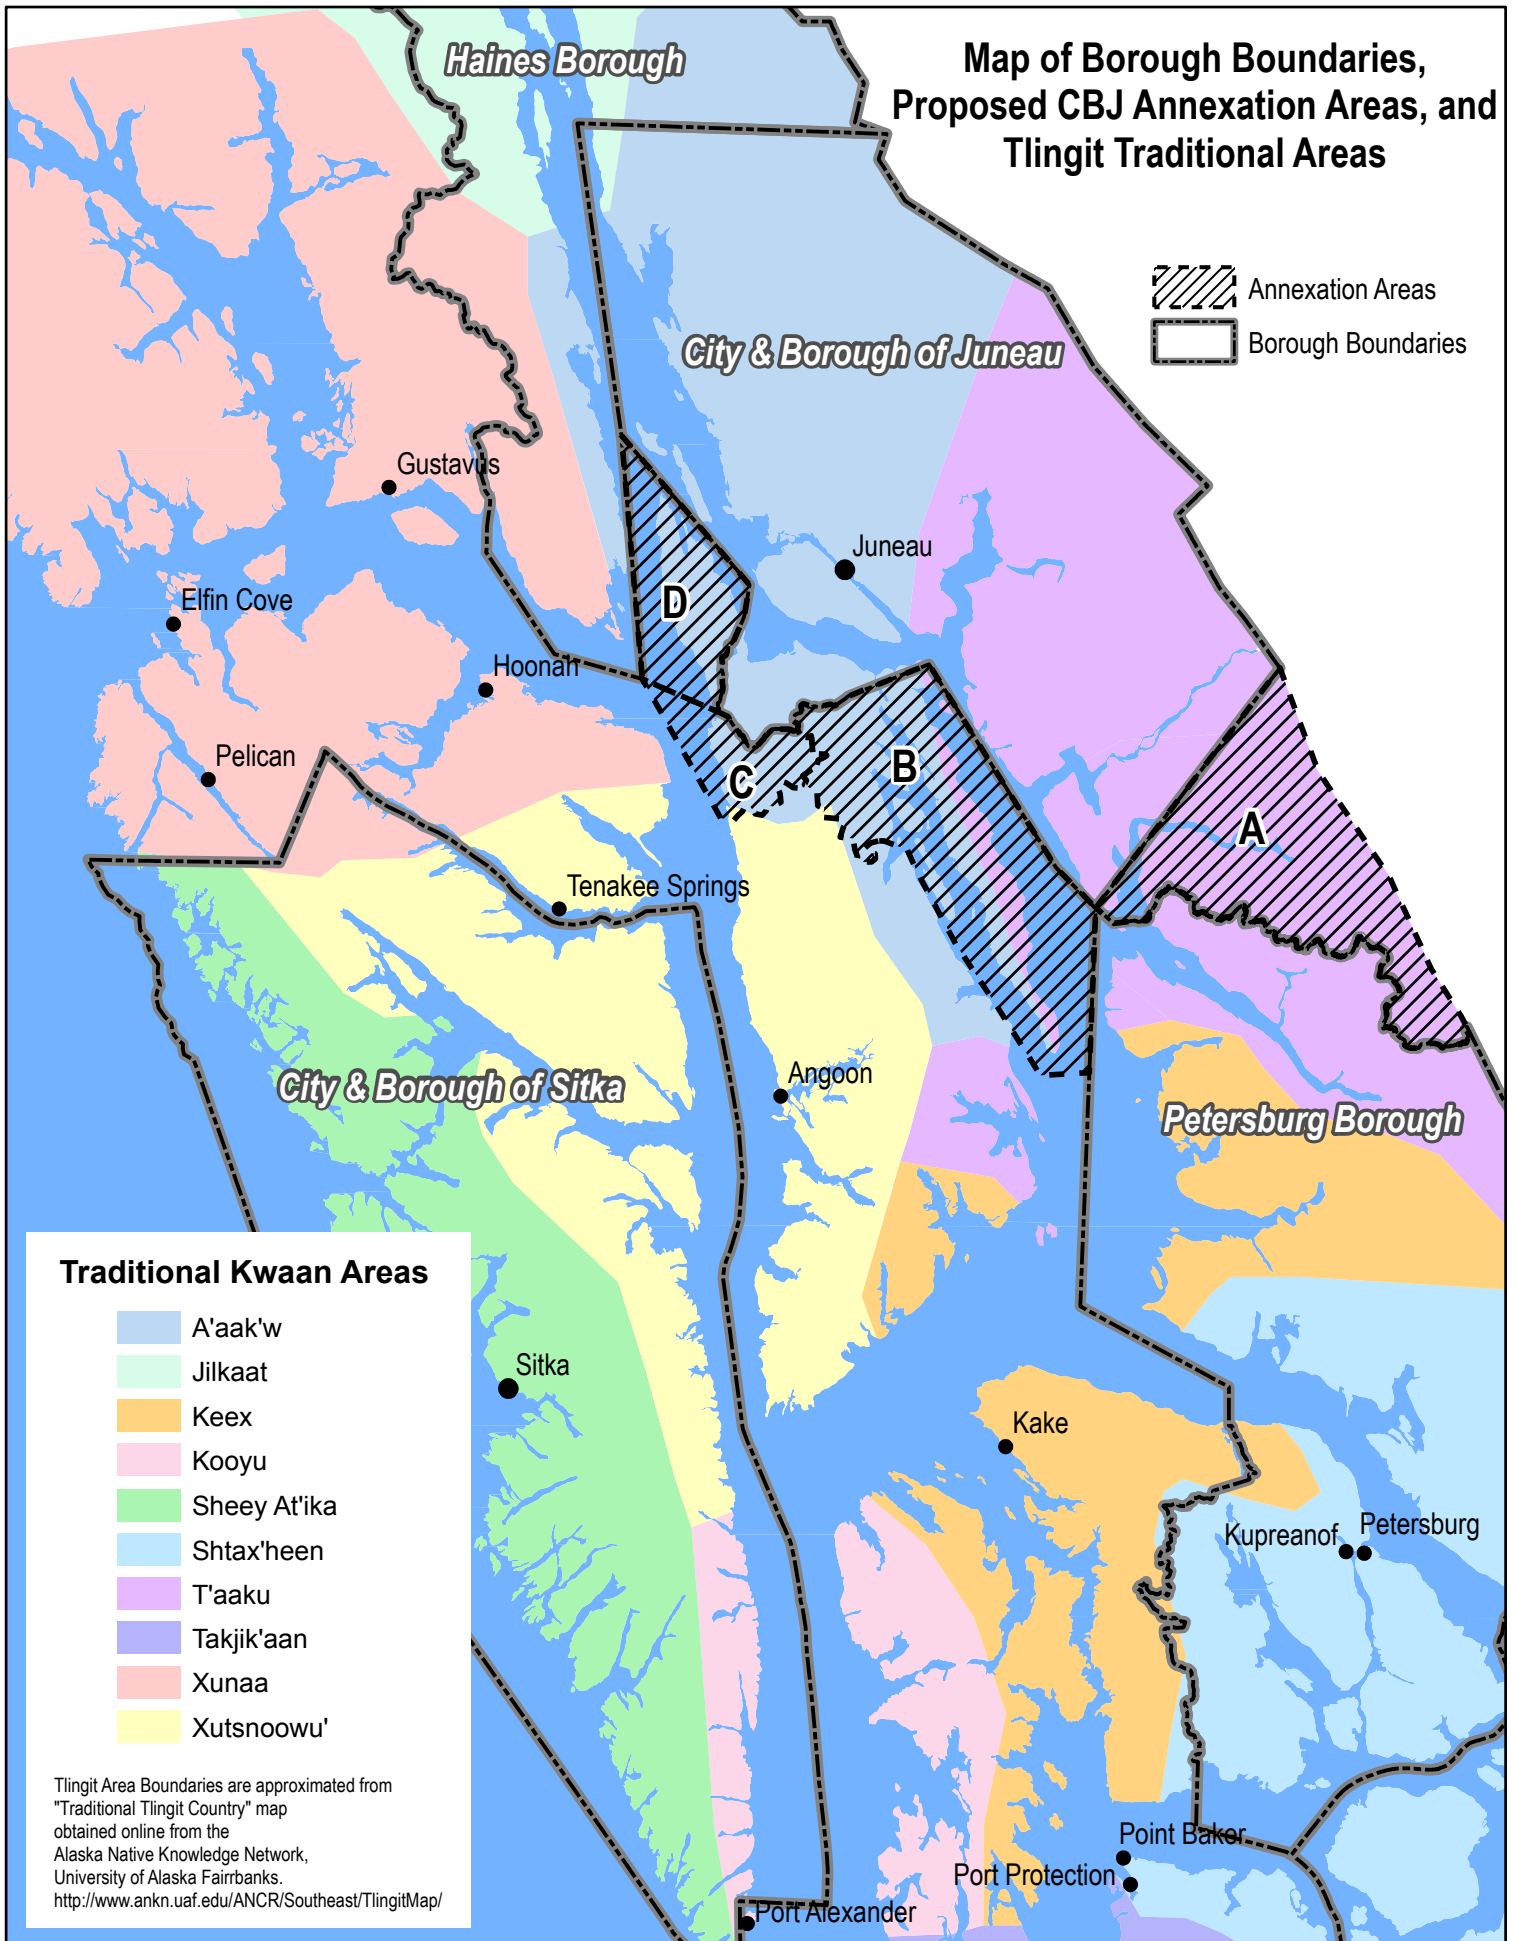 Map of Borough Boundaries,
Proposed CBJ Annexation Areas, and
Tlingit Traditional Areas
Haines Borough
Annexation Areas
Borough Boundaries
City & Borough of Juneau
Gustavus
Juneau
Elfin Cove
D
Hoonah
Pelican
C
B
A
Tenakee Springs
Angoon
City & Borough of Sitka
Petersburg Borough
Sitka
Kake
Kupreanof
Petersburg
Point Baker
Port Protection
Port Alexander
Traditional Kwaan Areas
A'aak'w
Jilkaat
Keex
Kooyu
Sheey At'ika
Shtax'heen
T'aaku
Takjik'aan
Xunaa
Xutsnoowu'
Tlingit Area Boundaries are approximated from
"Traditional Tlingit Country" map
obtained online from the
Alaska Native Knowledge Network,
University of Alaska Fairrbanks.
http://www.ankn.uaf.edu/ANCR/Southeast/TlingitMap/